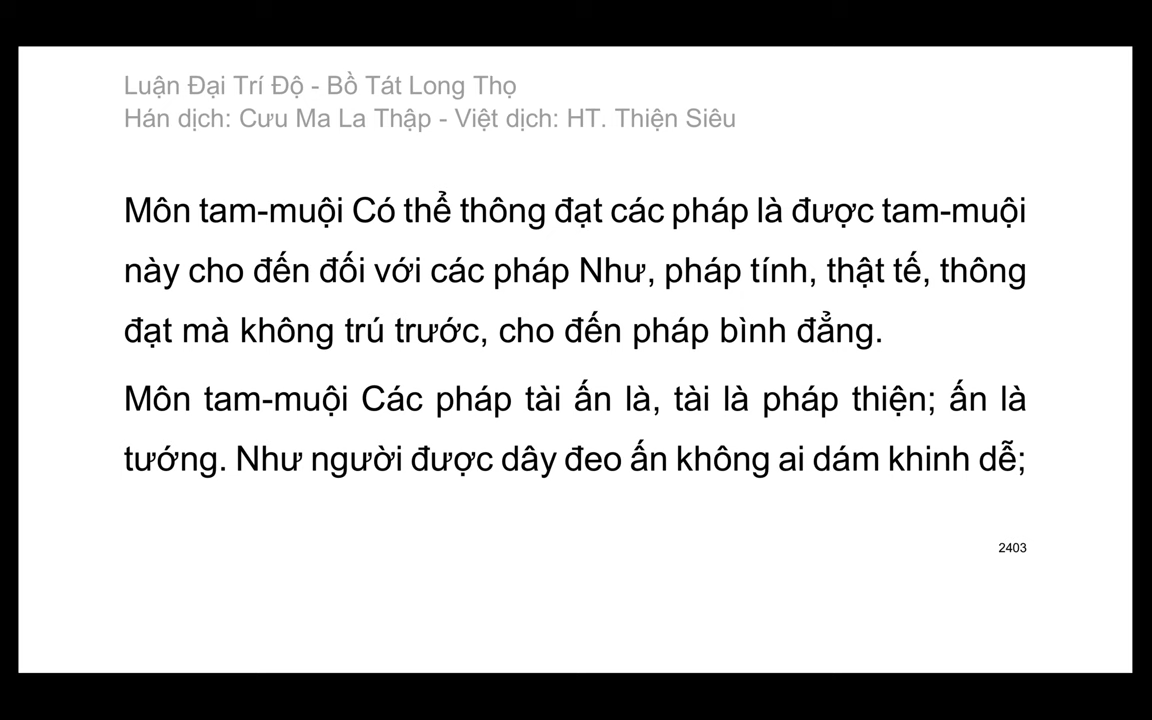 Luận Đại Trí Độ - Bồ Tát Long Thọ
Hán dịch: Cưu Ma La Thập - Việt dịch: HT. Thiện Siêu
Môn tam-muội Có thể thông đạt các pháp là được tam-muội
này cho đến đối với các pháp Như, pháp tính, thật tế, thông
đạt mà không trú trước, cho đến pháp bình đẳng.
Môn tam-muội Các pháp tài ấn là, tài là pháp thiện; ấn là
tướng. Như người được dây đeo ấn không ai dám khinh dễ;
2403